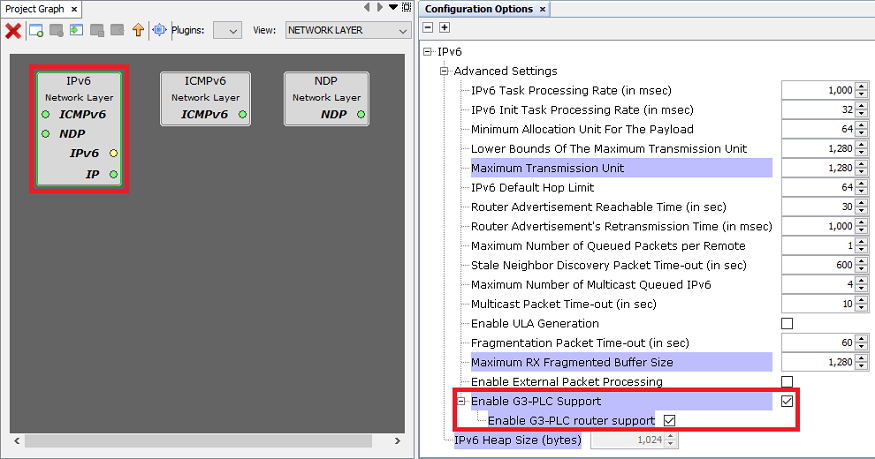 Project Graph
Plugins:
View:
NETWORK LAYER
IPv6
Network Layer
ICMPv6
NDP
IPv6
IP
ICMPv6
Network Layer
ICMPv6
NDP
Network Layer
NDP
Configuration Options
IPv6
Advanced Settings
IPv6 Task Processing Rate (in msec) 1,000
IPv6 Init Task Processing Rate (in msec) 32
Minimum Allocation Unit For The Payload 64
Lower Bounds Of The Maximum Transmission Unit 1,280
Maximum Transmission Unit 1,280
IPv6 Default Hop Limit 64
Router Advertisement Reachable Time (in sec) 30
Router Advertisement's Retransmission Time (in msec) 1,000
Maximum Number of Queued Packets per Remote 1
Stale Neighbor Discovery Packet Time-out (in sec) 600
Maximum Number of Multicast Queued IPv6 4
Multicast Packet Time-out (in sec) 10
Enable ULA Generation
Fragmentation Packet Time-out (in sec) 60
Maximum RX Fragmented Buffer Size 1,280
Enable External Packet Processing
Enable G3-PLC Support
Enable G3-PLC router support
IPv6 Heap Size (bytes) 1,024